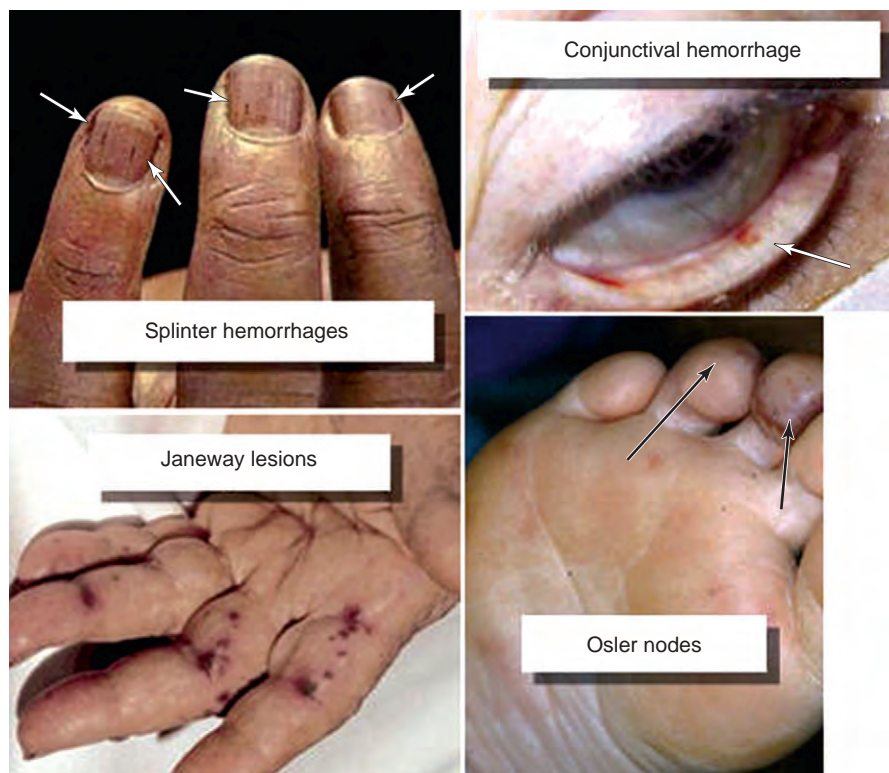 Conjunctival hemorrhage
Splinter hemorrhages
Janeway lesions
Osler nodes